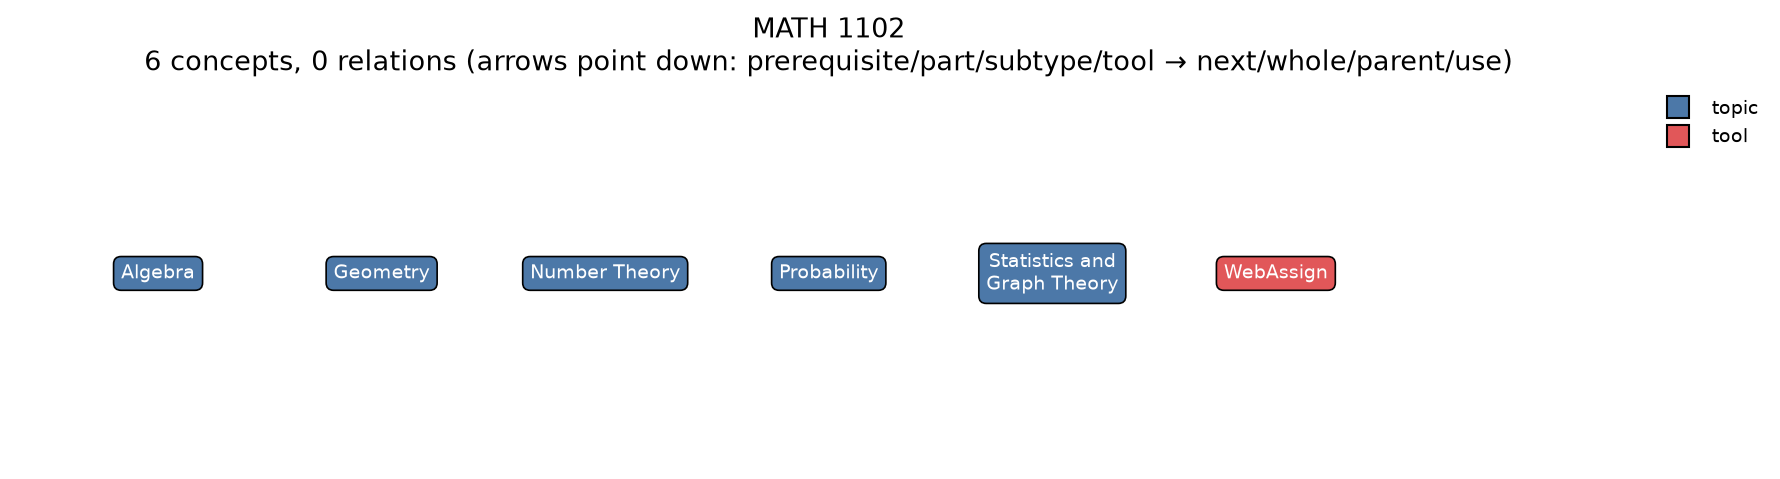 MATH 1102
6 concepts, 0 relations (arrows point down: prerequisite/part/subtype/tool → next/whole/parent/use)
topic
tool
Algebra
Geometry
Number Theory
Probability
Statistics and
Graph Theory
WebAssign